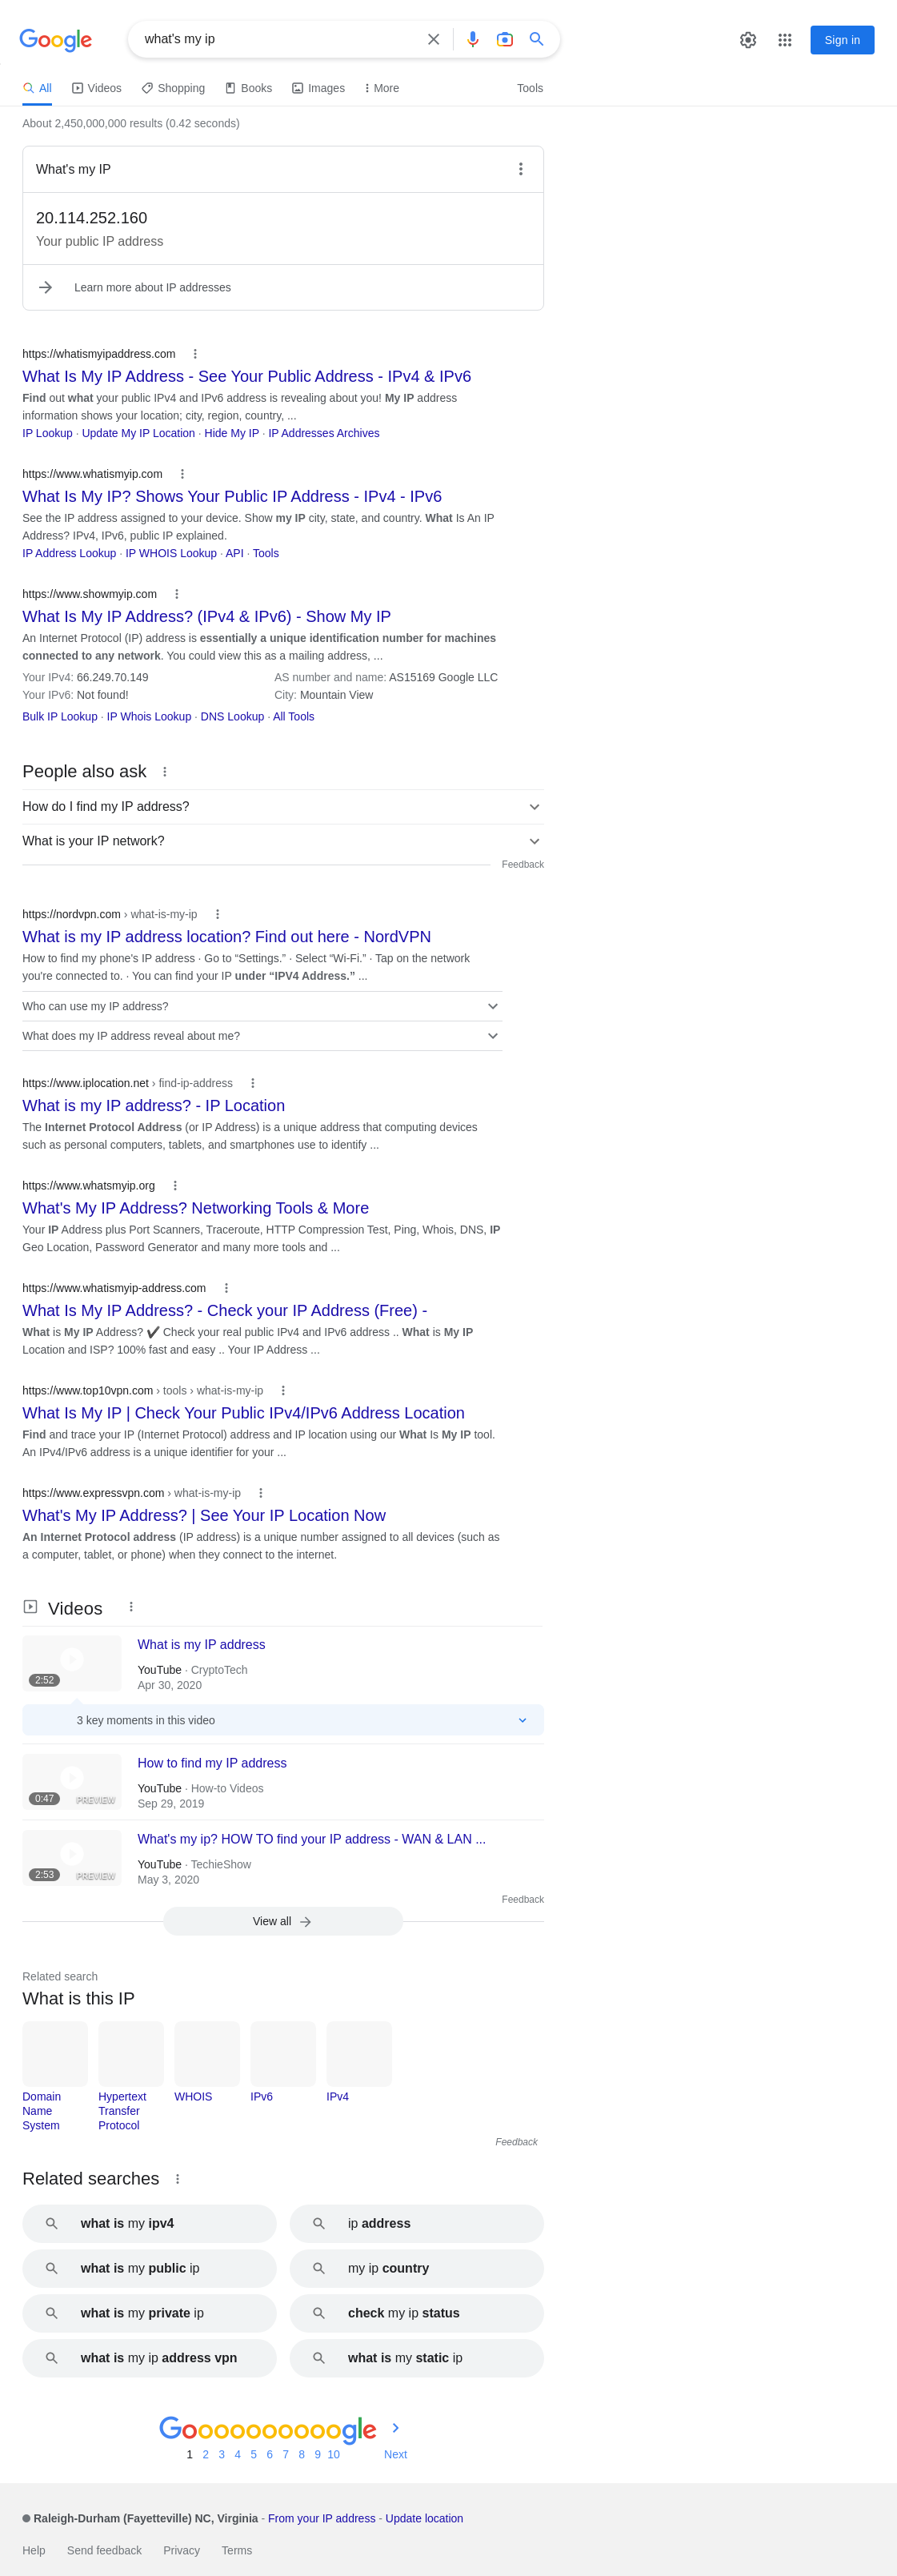 Google
what's my ip
Sign in
All
Videos
Shopping
Books
Images
More
Tools
About 2,450,000,000 results (0.42 seconds)
What's my IP
20.114.252.160
Your public IP address
Learn more about IP addresses
https://whatismyipaddress.com
What Is My IP Address - See Your Public Address - IPv4 & IPv6
Find out what your public IPv4 and IPv6 address is revealing about you! My IP address
information shows your location; city, region, country, ...
IP Lookup · Update My IP Location · Hide My IP · IP Addresses Archives
https://www.whatismyip.com
What Is My IP? Shows Your Public IP Address - IPv4 - IPv6
See the IP address assigned to your device. Show my IP city, state, and country. What Is An IP
Address? IPv4, IPv6, public IP explained.
IP Address Lookup · IP WHOIS Lookup · API · Tools
https://www.showmyip.com
What Is My IP Address? (IPv4 & IPv6) - Show My IP
An Internet Protocol (IP) address is essentially a unique identification number for machines
connected to any network. You could view this as a mailing address, ...
Your IPv4: 66.249.70.149
AS number and name: AS15169 Google LLC
Your IPv6: Not found!
City: Mountain View
Bulk IP Lookup · IP Whois Lookup · DNS Lookup · All Tools
People also ask
How do I find my IP address?
What is your IP network?
Feedback
https://nordvpn.com › what-is-my-ip
What is my IP address location? Find out here - NordVPN
How to find my phone's IP address · Go to “Settings.” · Select “Wi-Fi.” · Tap on the network
you're connected to. · You can find your IP under “IPV4 Address.” ...
Who can use my IP address?
What does my IP address reveal about me?
https://www.iplocation.net › find-ip-address
What is my IP address? - IP Location
The Internet Protocol Address (or IP Address) is a unique address that computing devices
such as personal computers, tablets, and smartphones use to identify ...
https://www.whatsmyip.org
What's My IP Address? Networking Tools & More
Your IP Address plus Port Scanners, Traceroute, HTTP Compression Test, Ping, Whois, DNS, IP
Geo Location, Password Generator and many more tools and ...
https://www.whatismyip-address.com
What Is My IP Address? - Check your IP Address (Free) -
What is My IP Address? ✔️ Check your real public IPv4 and IPv6 address .. What is My IP
Location and ISP? 100% fast and easy .. Your IP Address ...
https://www.top10vpn.com › tools › what-is-my-ip
What Is My IP | Check Your Public IPv4/IPv6 Address Location
Find and trace your IP (Internet Protocol) address and IP location using our What Is My IP tool.
An IPv4/IPv6 address is a unique identifier for your ...
https://www.expressvpn.com › what-is-my-ip
What's My IP Address? | See Your IP Location Now
An Internet Protocol address (IP address) is a unique number assigned to all devices (such as
a computer, tablet, or phone) when they connect to the internet.
Videos
What is my IP address
YouTube · CryptoTech
2:52
Apr 30, 2020
3 key moments in this video
How to find my IP address
YouTube · How-to Videos
0:47
PREVIEW
Sep 29, 2019
What's my ip? HOW TO find your IP address - WAN & LAN ...
YouTube · TechieShow
2:53
PREVIEW
May 3, 2020
Feedback
View all
Related search
What is this IP
Domain
Name
System
Hypertext
Transfer
Protocol
WHOIS
IPv6
IPv4
Feedback
Related searches
what is my ipv4
ip address
what is my public ip
my ip country
what is my private ip
check my ip status
what is my ip address vpn
what is my static ip
Goooooooooogle
1 2 3 4 5 6 7 8 9 10 Next
Raleigh-Durham (Fayetteville) NC, Virginia - From your IP address - Update location
Help Send feedback Privacy Terms